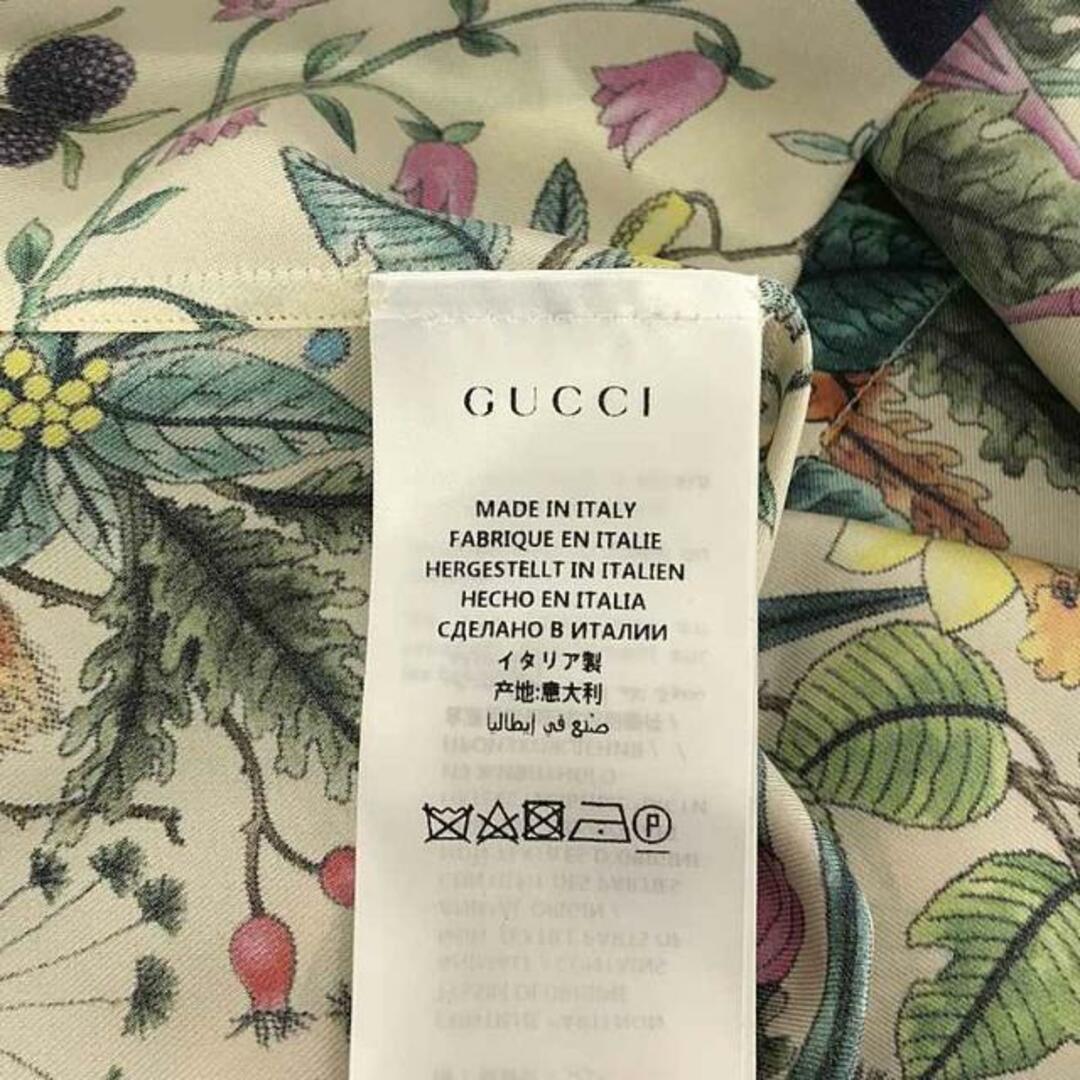 GUCCI
MADE IN ITALY
FABRIQUE EN ITALIE
HERGESTELLT IN ITALIEN
HECHO EN ITALIA
СДЕЛАНО В ИТАЛИИ
イタリア製
产地:意大利
صنع في إيطاليا
P